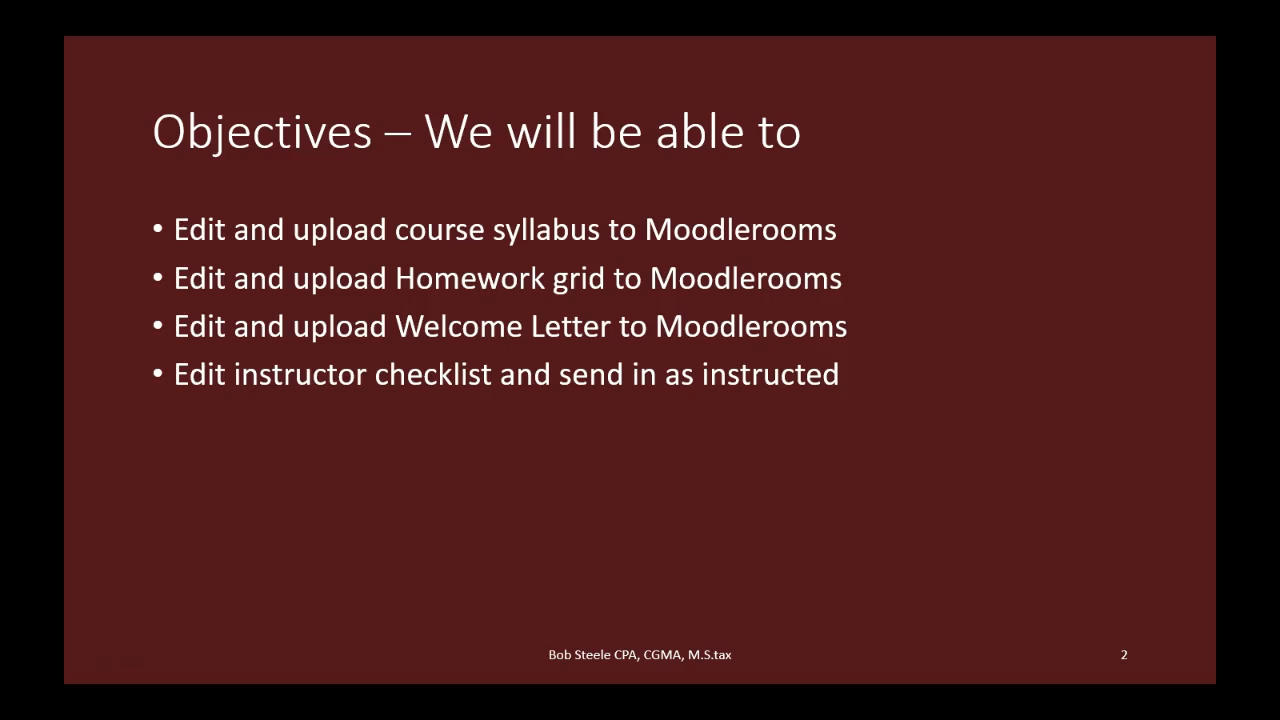 Objectives – We will be able to
• Edit and upload course syllabus to Moodlerooms
• Edit and upload Homework grid to Moodlerooms
• Edit and upload Welcome Letter to Moodlerooms
• Edit instructor checklist and send in as instructed
Bob Steele CPA, CGMA, M.S.tax
2